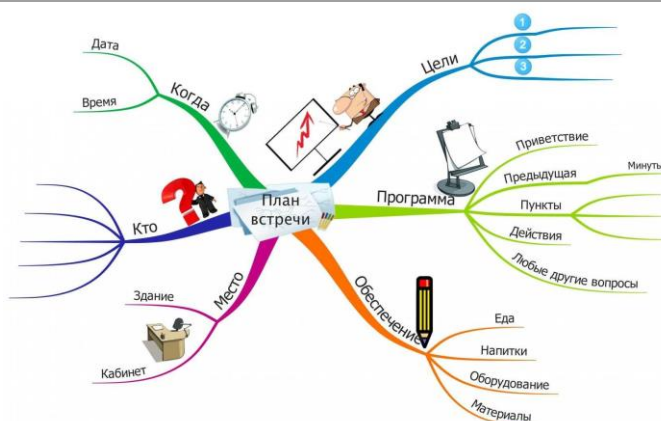 План
встречи
Цели
1
2
3
Программа
Приветствие
Предыдущая
Минуты
Пункты
Действия
Любые другие вопросы
Обеспечение
Еда
Напитки
Оборудование
Материалы
Место
Здание
Кабинет
Кто
Когда
Дата
Время